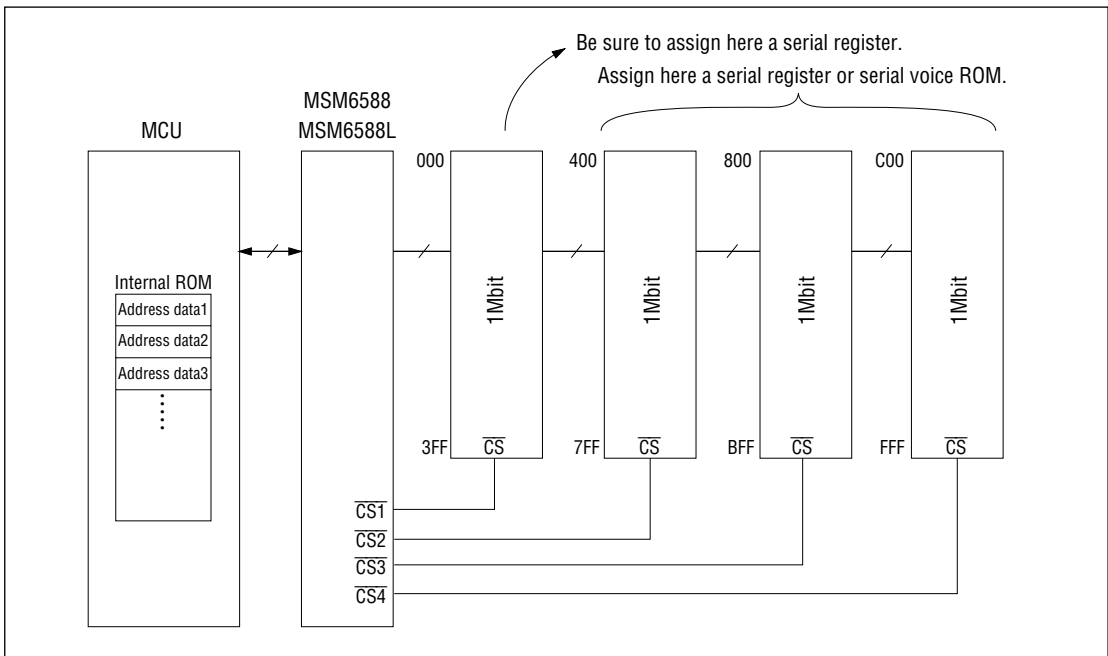 Be sure to assign here a serial register.
Assign here a serial register or serial voice ROM.
MCU
MSM6588
MSM6588L
000
400
800
C00
Internal ROM
Address data1
Address data2
Address data3
1Mbit
1Mbit
1Mbit
1Mbit
3FF
CS
7FF
CS
BFF
CS
FFF
CS
CS1
CS2
CS3
CS4